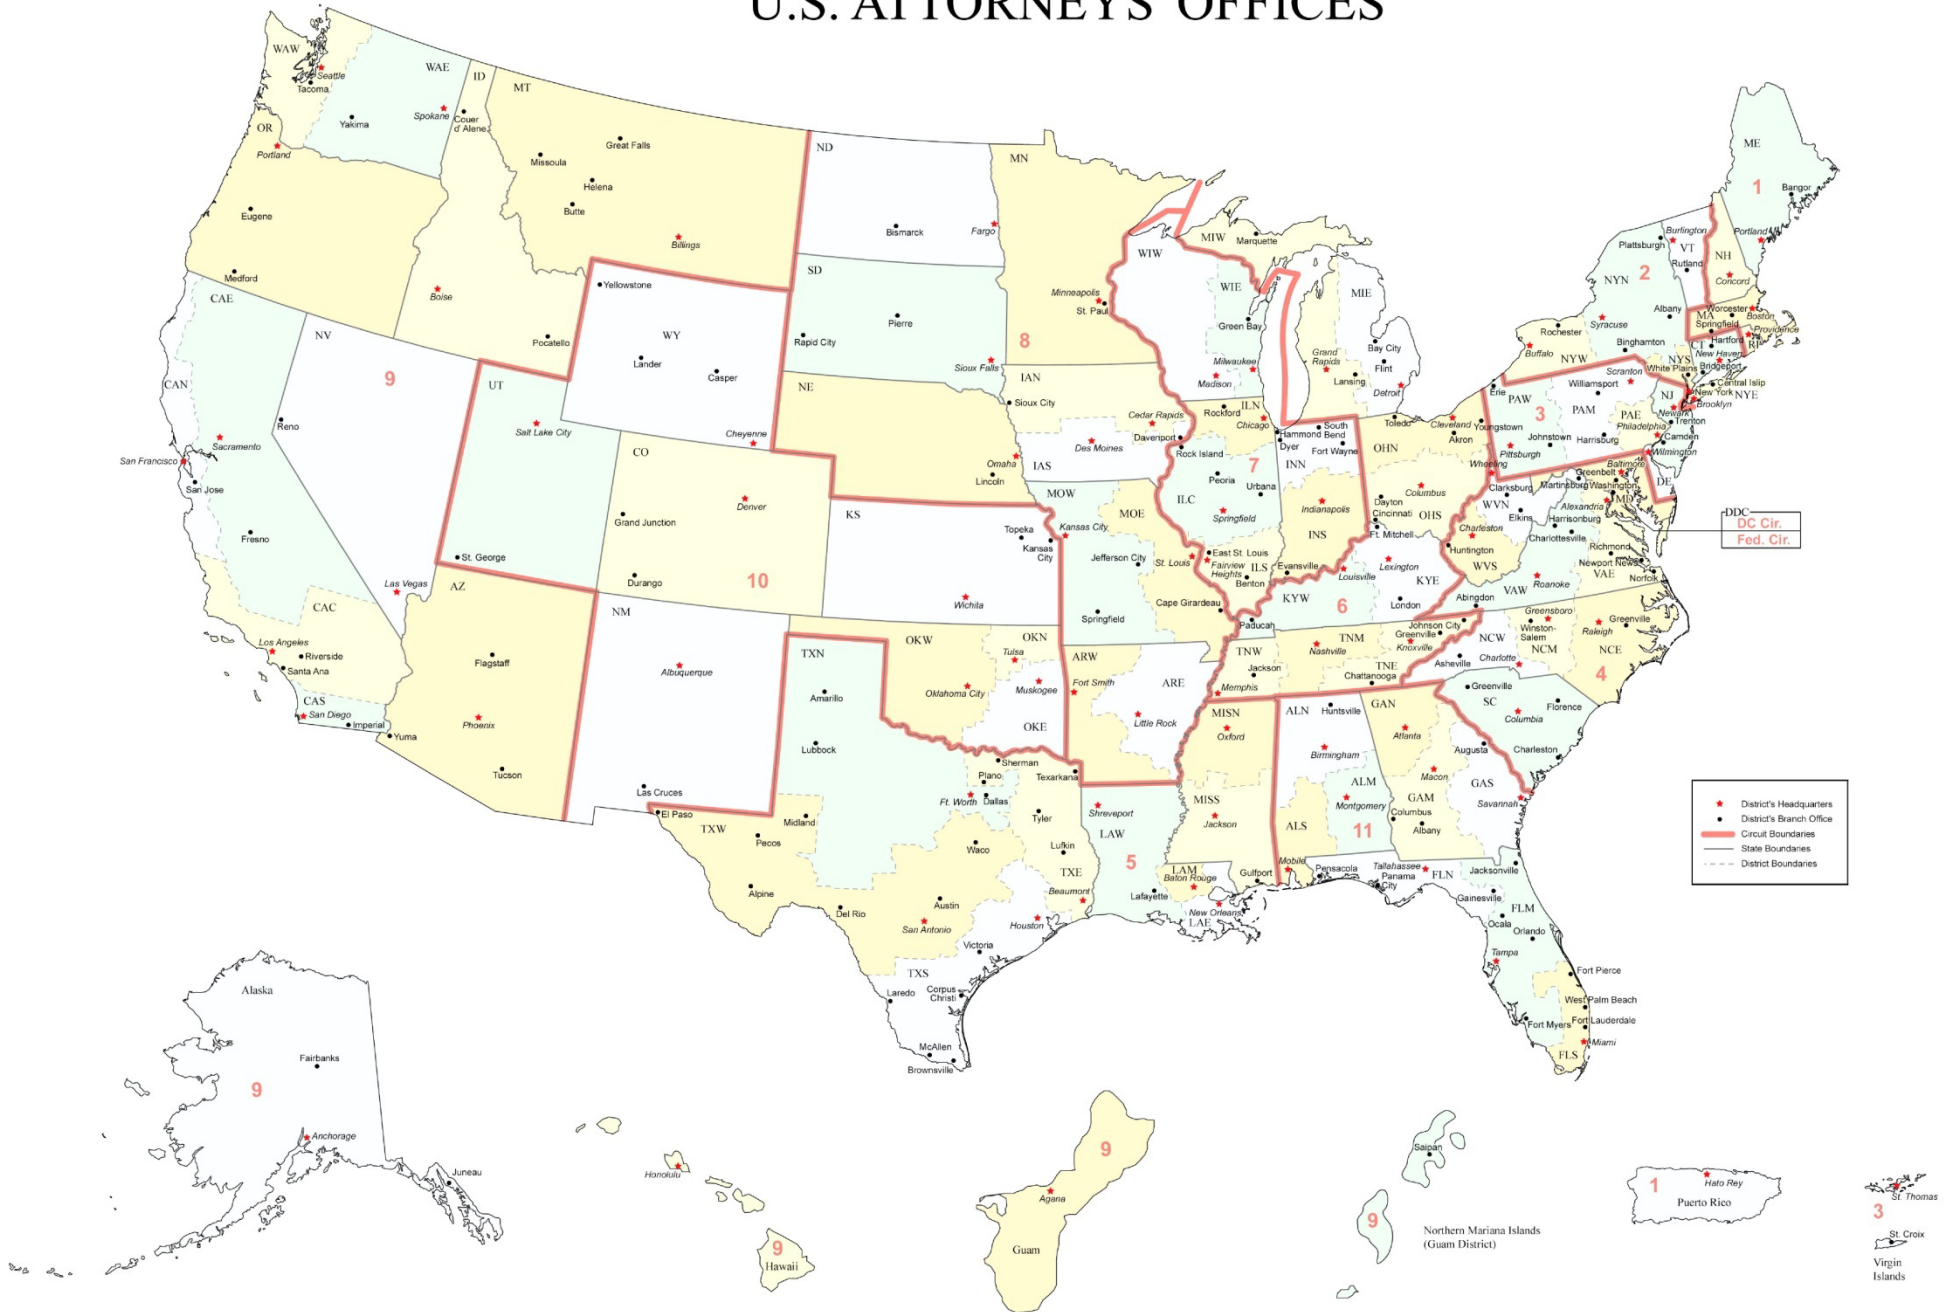 U.S. ATTORNEYS' OFFICES
WAW
Seattle
Tacoma
WAE
Spokane
Yakima
ID
Couer
d' Alene
Boise
Pocatello
MT
Great Falls
Missoula
Helena
Butte
Billings
OR
Portland
Eugene
Medford
CAE
CAN
Sacramento
San Francisco
San Jose
Fresno
CAC
Los Angeles
Riverside
Santa Ana
CAS
San Diego
Imperial
NV
9
Reno
Las Vegas
UT
Salt Lake City
St. George
AZ
Flagstaff
Phoenix
Yuma
Tucson
Yellowstone
WY
Lander
Casper
Cheyenne
CO
Denver
Grand Junction
Durango
10
NM
Albuquerque
Las Cruces
KS
Topeka
Kansas
City
Wichita
OKW
OKN
Tulsa
Oklahoma City
Muskogee
OKE
ND
Bismarck
Fargo
SD
Pierre
Rapid City
Sioux Falls
NE
Omaha
Lincoln
MN
Minneapolis
St. Paul
8
IAN
Sioux City
Cedar Rapids
Des Moines
Davenport
IAS
MOW
Kansas City
MOE
Jefferson City
St. Louis
Springfield
Cape Girardeau
ARW
Fort Smith
ARE
Little Rock
TXN
Amarillo
Lubbock
Ft. Worth
Dallas
Plano
Sherman
Texarkana
Tyler
Lufkin
TXE
Beaumont
TXW
El Paso
Midland
Pecos
Alpine
Del Rio
Waco
Austin
San Antonio
Houston
Victoria
TXS
Laredo
Corpus
Christi
McAllen
Brownsville
Shreveport
LAW
5
Lafayette
LAM
Baton Rouge
New Orleans
LAE
MISN
Oxford
MISS
Jackson
Gulfport
WIW
WIE
Green Bay
Milwaukee
Madison
MIW
Marquette
MIE
Grand
Rapids
Lansing
Bay City
Flint
Detroit
ILN
Rockford
Chicago
Rock Island
7
Peoria
Urbana
ILC
Springfield
East St. Louis
Fairview
Heights
ILS
Benton
Hammond
Dyer
South
Bend
Fort Wayne
INN
Indianapolis
INS
Evansville
Toledo
Cleveland
Youngstown
Akron
OHN
Columbus
Dayton
Cincinnati
OHS
Ft. Mitchell
Lexington
Louisville
KYE
KYW
6
London
Paducah
TNM
Nashville
TNW
Jackson
Memphis
Johnson City
Greenville
Knoxville
TNE
Chattanooga
ALN
Huntsville
Birmingham
ALM
Montgomery
ALS
11
Mobile
GAN
Atlanta
Macon
GAM
Columbus
Albany
Augusta
GAS
Savannah
Pensacola
Tallahassee
Panama
City
FLN
Jacksonville
Gainesville
FLM
Ocala
Orlando
Tampa
Fort Pierce
West Palm Beach
Fort Myers
Fort Lauderdale
FLS
Miami
ME
1
Bangor
Portland
NH
Concord
Burlington
VT
Rutland
Plattsburgh
2
NYN
Albany
Syracuse
Binghamton
Rochester
Buffalo
NYW
NYS
White Plains
New York
Central Islip
NYE
Brooklyn
MA
Worcester
Boston
Springfield
Providence
RI
CT
Hartford
New Haven
Bridgeport
Erie
PAW
3
Johnstown
Pittsburgh
Williamsport
Scranton
PAM
Harrisburg
PAE
Philadelphia
NJ
Newark
Trenton
Camden
Wilmington
DE
Baltimore
Greenbelt
Washington
MD
Alexandria
DDC
DC Cir.
Fed. Cir.
Wheeling
Clarksburg
Martinsburg
WVN
Elkins
Charleston
Huntington
WVS
Harrisonburg
Charlottesville
Richmond
Newport News
VAE
Norfolk
Roanoke
VAW
Abingdon
Greensboro
Winston-
Salem
NCM
NCW
Asheville
Charlotte
Raleigh
Greenville
NCE
4
Greenville
SC
Florence
Columbia
Charleston
District's Headquarters
District's Branch Office
Circuit Boundaries
State Boundaries
District Boundaries
Alaska
Fairbanks
9
Anchorage
Juneau
Honolulu
9
Hawaii
9
Agana
Guam
Saipan
9
Northern Mariana Islands
(Guam District)
1
Hato Rey
Puerto Rico
St. Thomas
3
St. Croix
Virgin
Islands